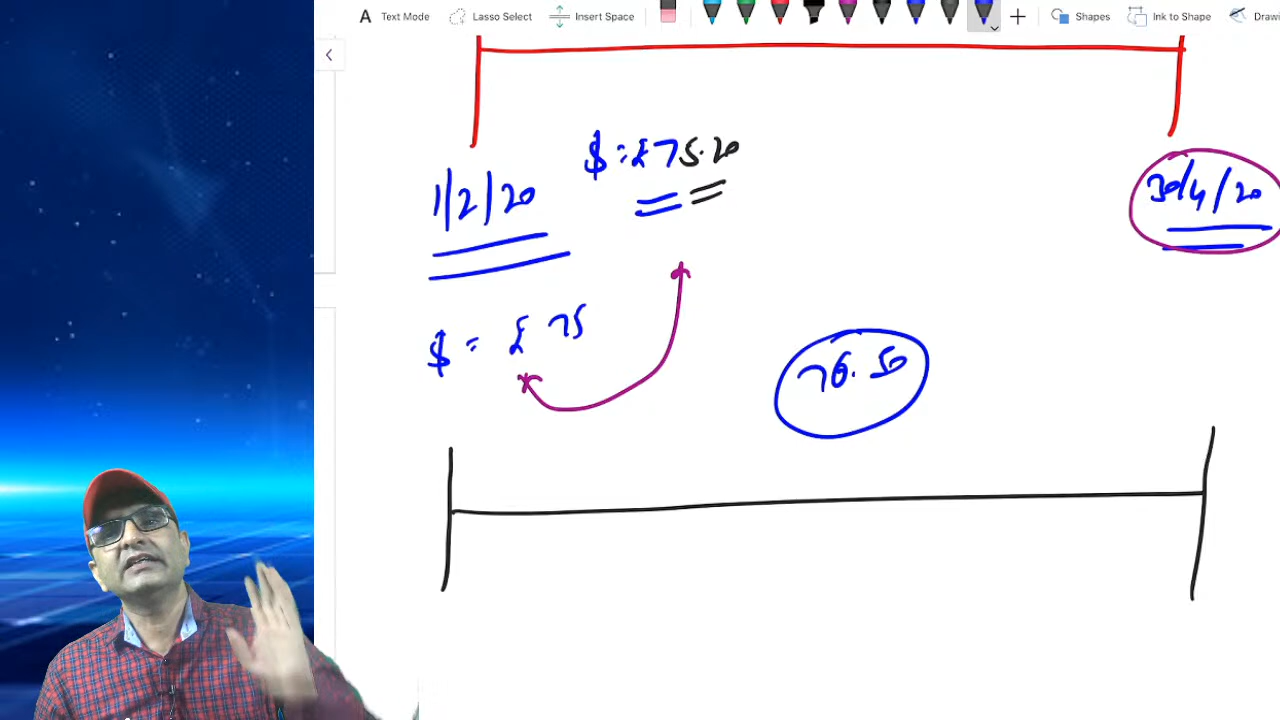 Text Mode Lasso Select Insert Space Shapes Ink to Shape
$ = £75.20
1/2/20
30/4/20
$ = £ 75
76.50